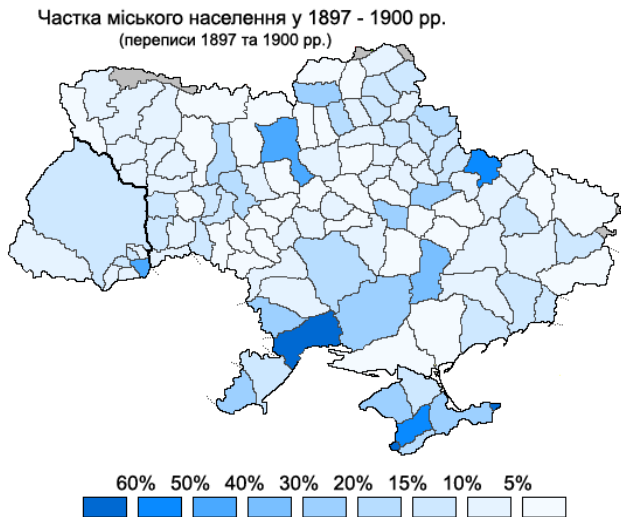 Частка міського населення у 1897 - 1900 рр.
(переписи 1897 та 1900 рр.)
60% 50% 40% 30% 20% 15% 10% 5%